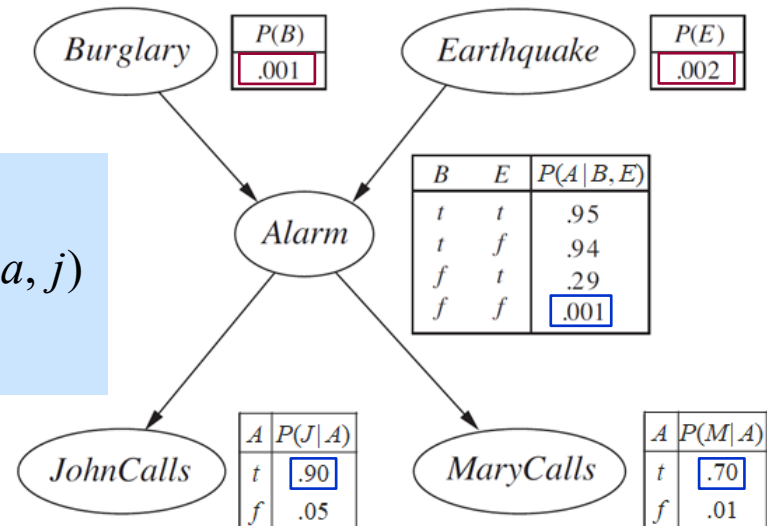 Burglary
P(B)
.001
Earthquake
P(E)
.002
a, j)
Alarm
B E P(A|B, E)
t t .95
t f .94
f t .29
f f .001
JohnCalls
A P(J|A)
t .90
f .05
MaryCalls
A P(M|A)
t .70
f .01